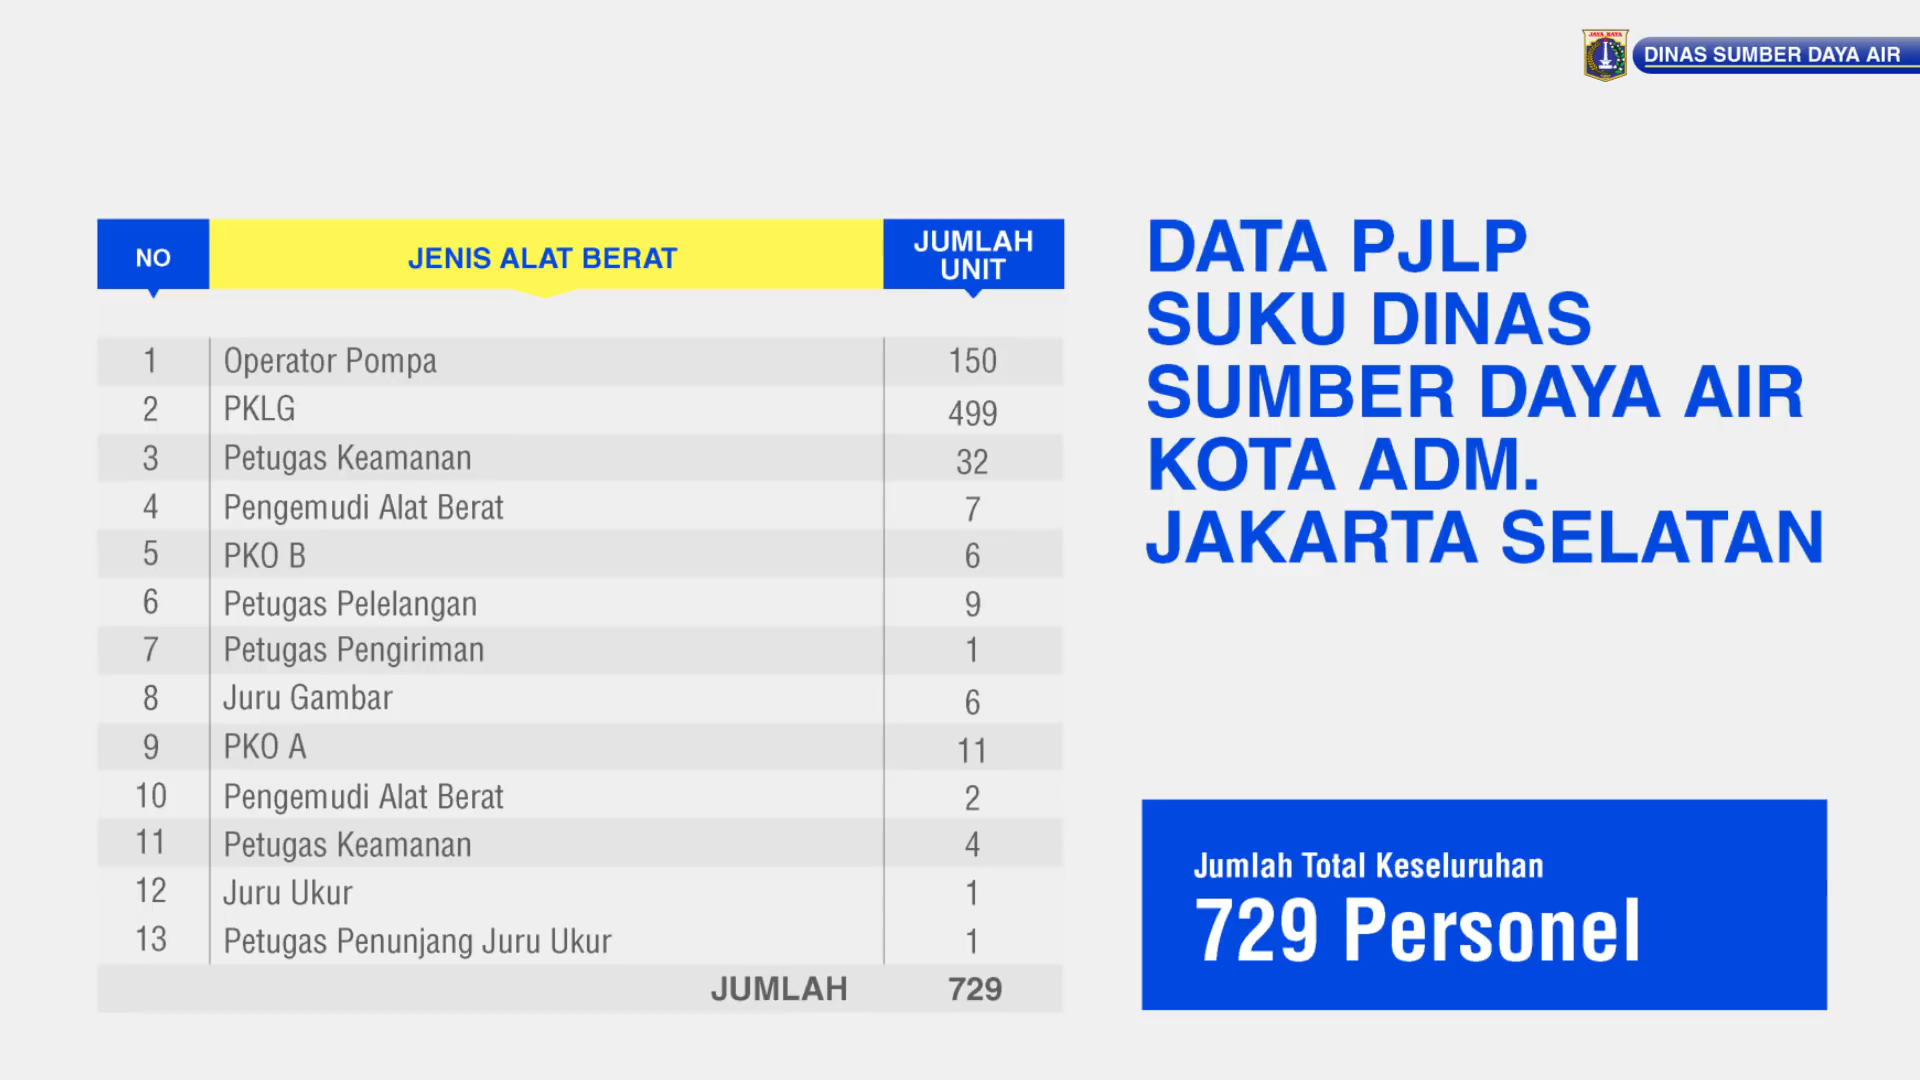 JAYA RAYA
DINAS SUMBER DAYA AIR
NO JENIS ALAT BERAT JUMLAH UNIT
1 Operator Pompa 150
2 PKLG 499
3 Petugas Keamanan 32
4 Pengemudi Alat Berat 7
5 PKO B 6
6 Petugas Pelelangan 9
7 Petugas Pengiriman 1
8 Juru Gambar 6
9 PKO A 11
10 Pengemudi Alat Berat 2
11 Petugas Keamanan 4
12 Juru Ukur 1
13 Petugas Penunjang Juru Ukur 1
JUMLAH 729
DATA PJLP
SUKU DINAS
SUMBER DAYA AIR
KOTA ADM.
JAKARTA SELATAN
Jumlah Total Keseluruhan
729 Personel